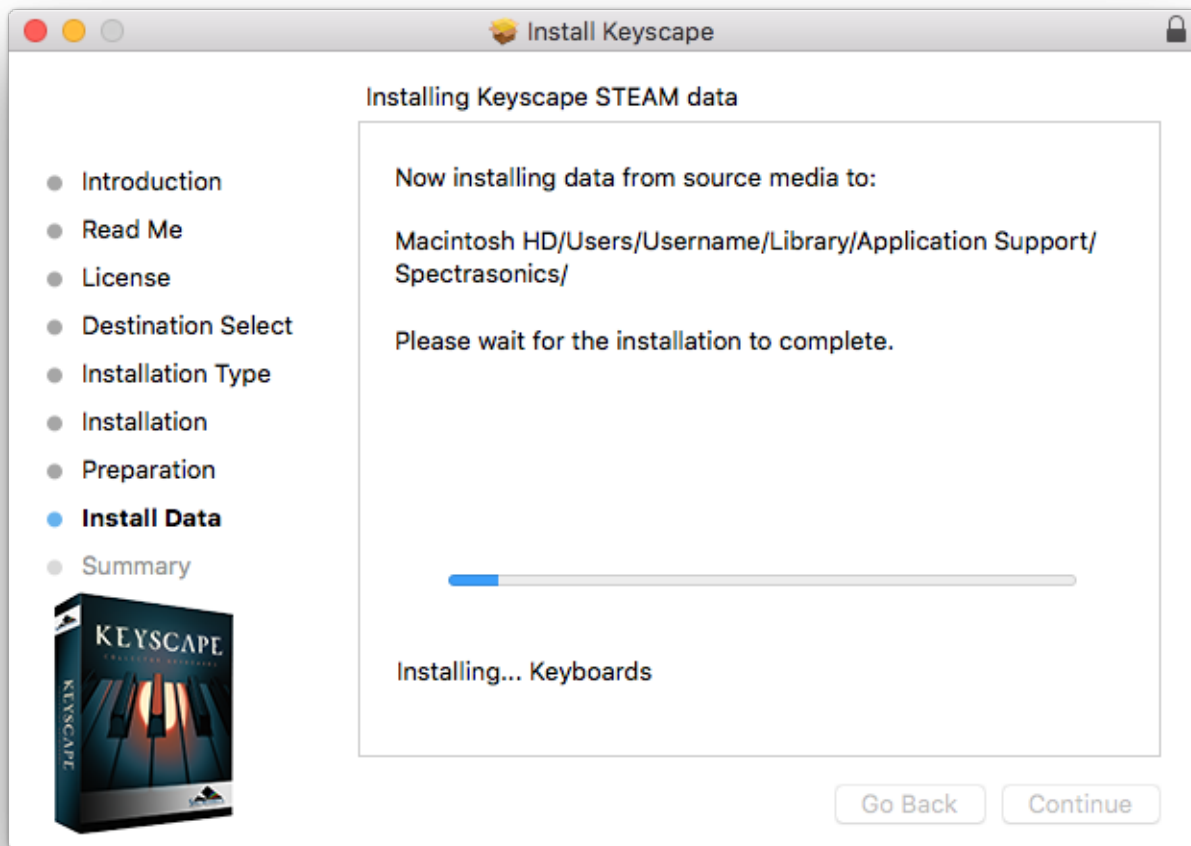 Install Keyscape
Installing Keyscape STEAM data
Introduction
Read Me
License
Destination Select
Installation Type
Installation
Preparation
Install Data
Summary
Now installing data from source media to:
Macintosh HD/Users/Username/Library/Application Support/
Spectrasonics/
Please wait for the installation to complete.
Installing... Keyboards
KEYSCAPE
COLLECTOR KEYBOARDS
KEYSCAPE
Go Back
Continue